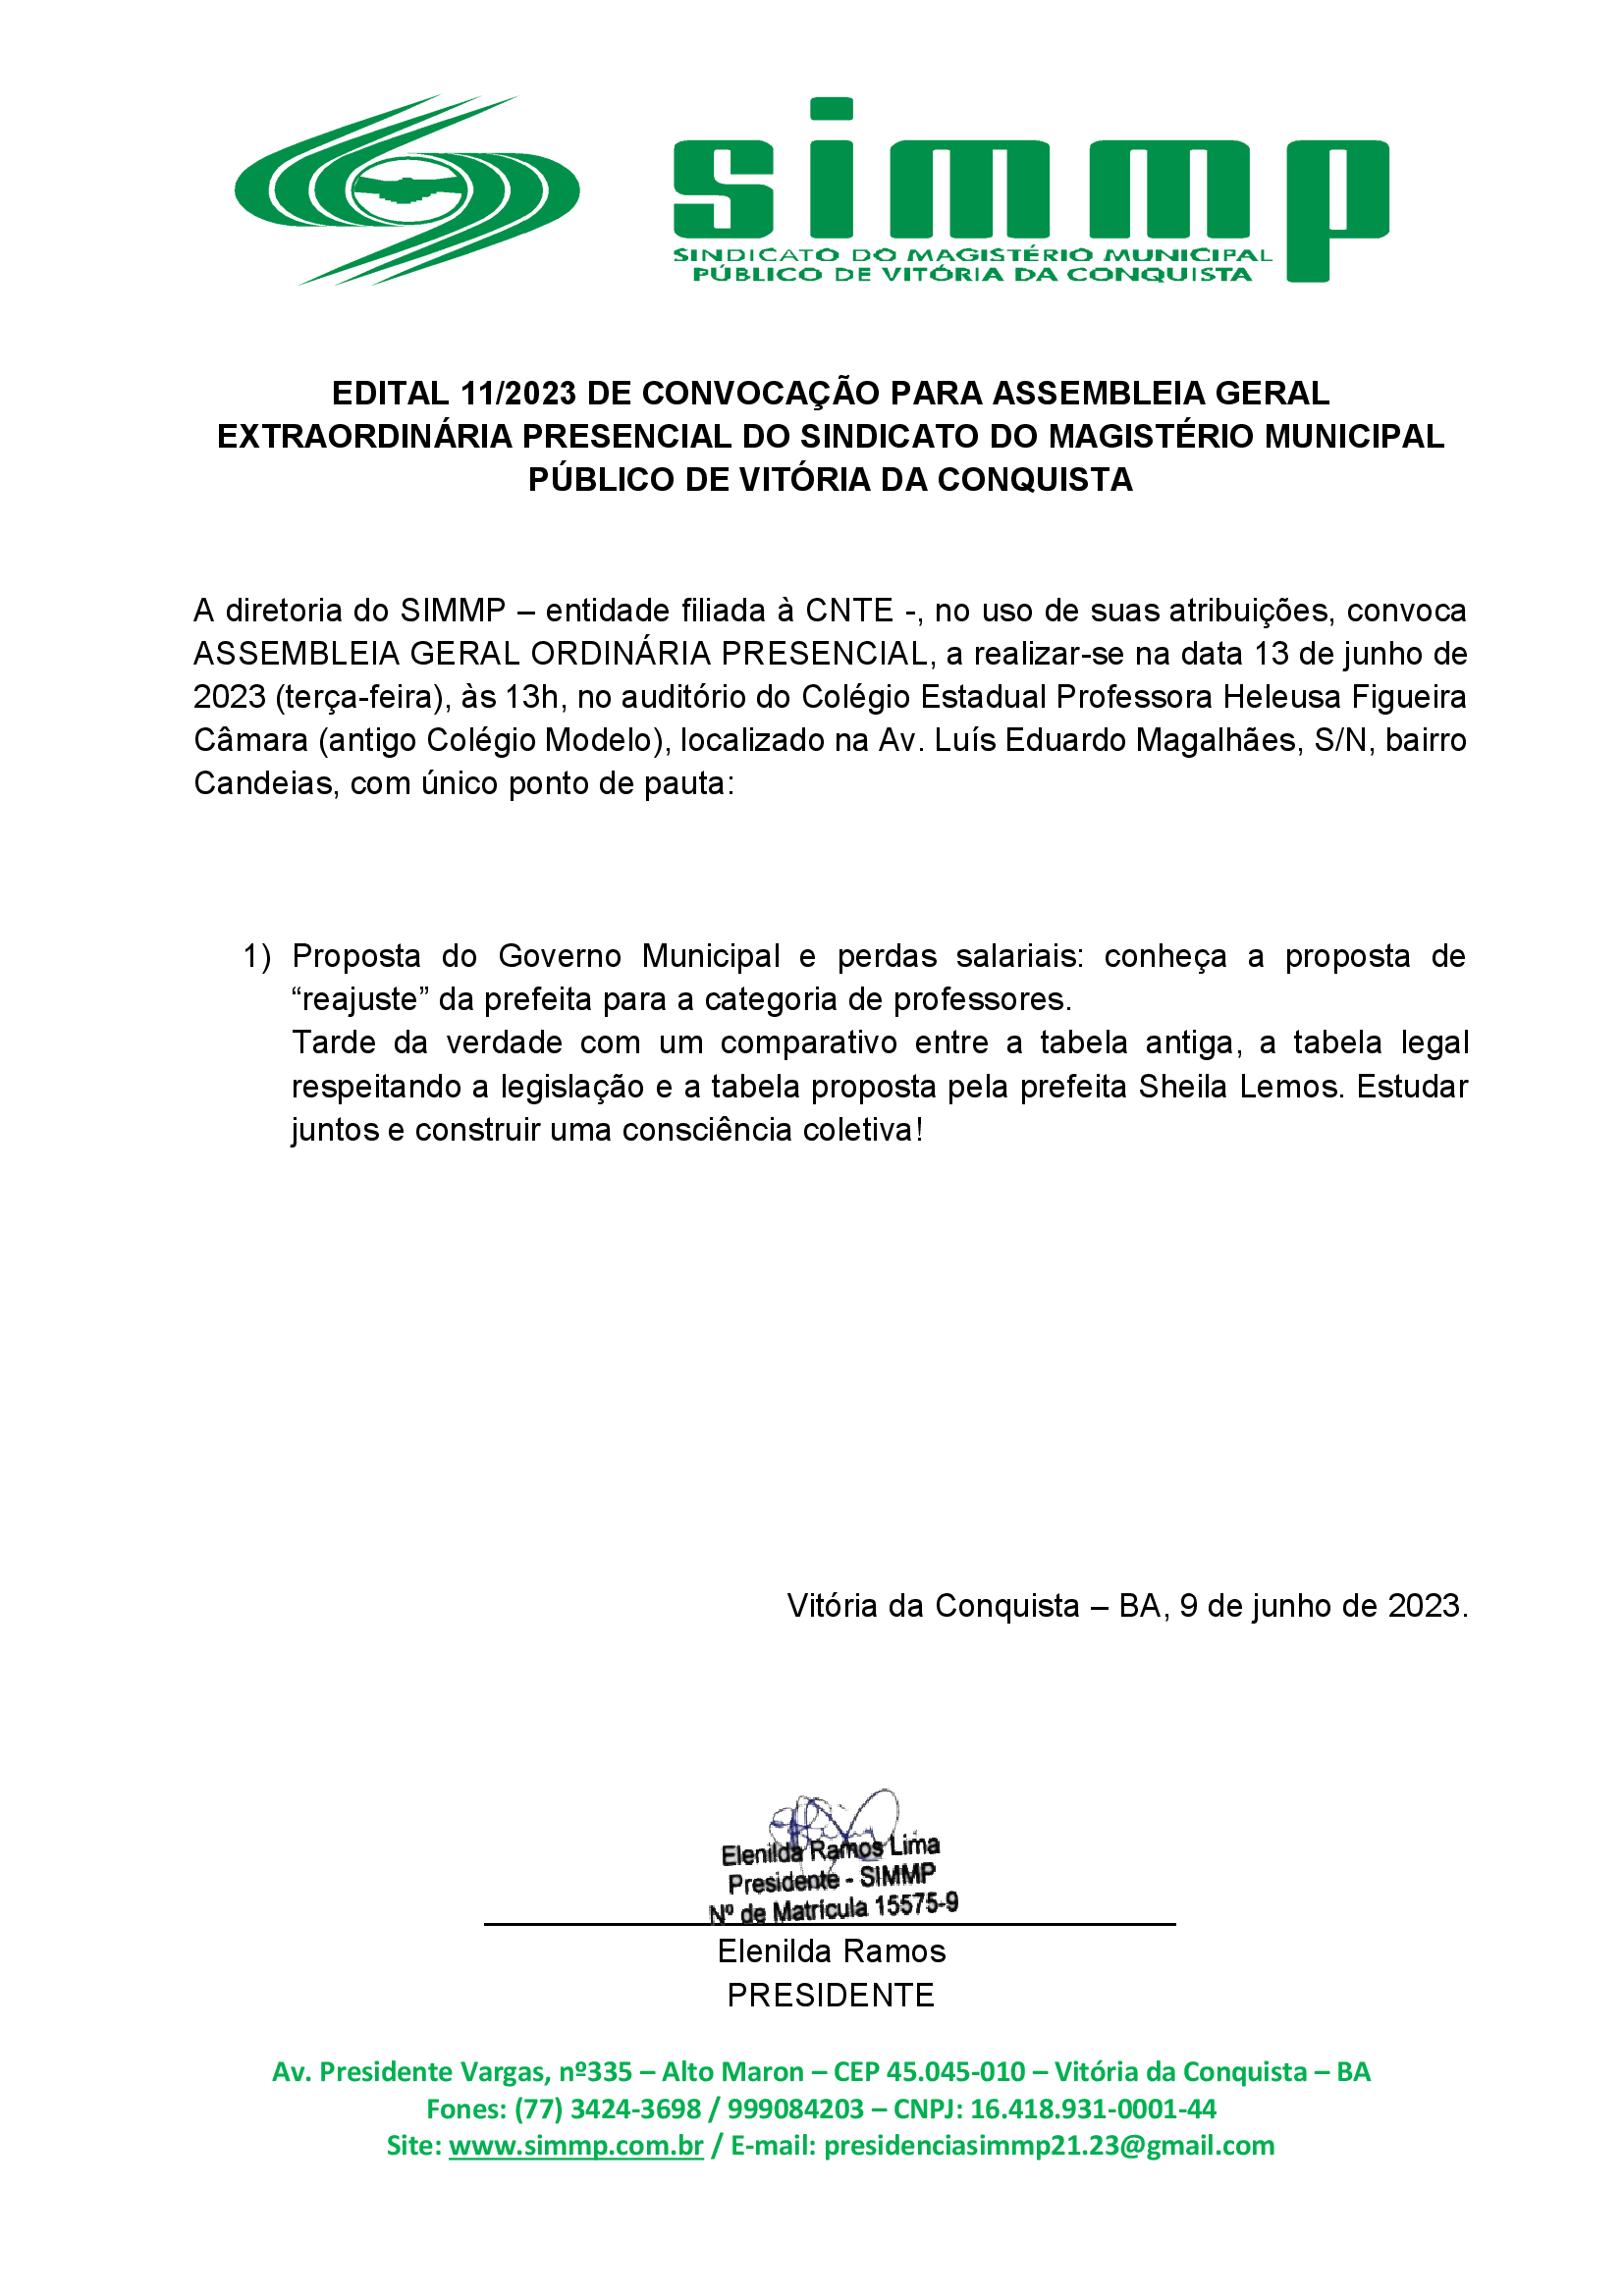 simmp
SINDICATO DO MAGISTÉRIO MUNICIPAL
PÚBLICO DE VITÓRIA DA CONQUISTA
EDITAL 11/2023 DE CONVOCAÇÃO PARA ASSEMBLEIA GERAL
EXTRAORDINÁRIA PRESENCIAL DO SINDICATO DO MAGISTÉRIO MUNICIPAL
PÚBLICO DE VITÓRIA DA CONQUISTA
A diretoria do SIMMP – entidade filiada à CNTE -, no uso de suas atribuições, convoca
ASSEMBLEIA GERAL ORDINÁRIA PRESENCIAL, a realizar-se na data 13 de junho de
2023 (terça-feira), às 13h, no auditório do Colégio Estadual Professora Heleusa Figueira
Câmara (antigo Colégio Modelo), localizado na Av. Luís Eduardo Magalhães, S/N, bairro
Candeias, com único ponto de pauta:
1) Proposta do Governo Municipal e perdas salariais: conheça a proposta de
“reajuste” da prefeita para a categoria de professores.
Tarde da verdade com um comparativo entre a tabela antiga, a tabela legal
respeitando a legislação e a tabela proposta pela prefeita Sheila Lemos. Estudar
juntos e construir uma consciência coletiva!
Vitória da Conquista – BA, 9 de junho de 2023.
Elenilda Ramos Lima
Presidente - SIMMP
Nº de Matrícula 15575-9
Elenilda Ramos
PRESIDENTE
Av. Presidente Vargas, nº335 – Alto Maron – CEP 45.045-010 – Vitória da Conquista – BA
Fones: (77) 3424-3698 / 999084203 – CNPJ: 16.418.931-0001-44
Site: www.simmp.com.br / E-mail: presidenciasimmp21.23@gmail.com